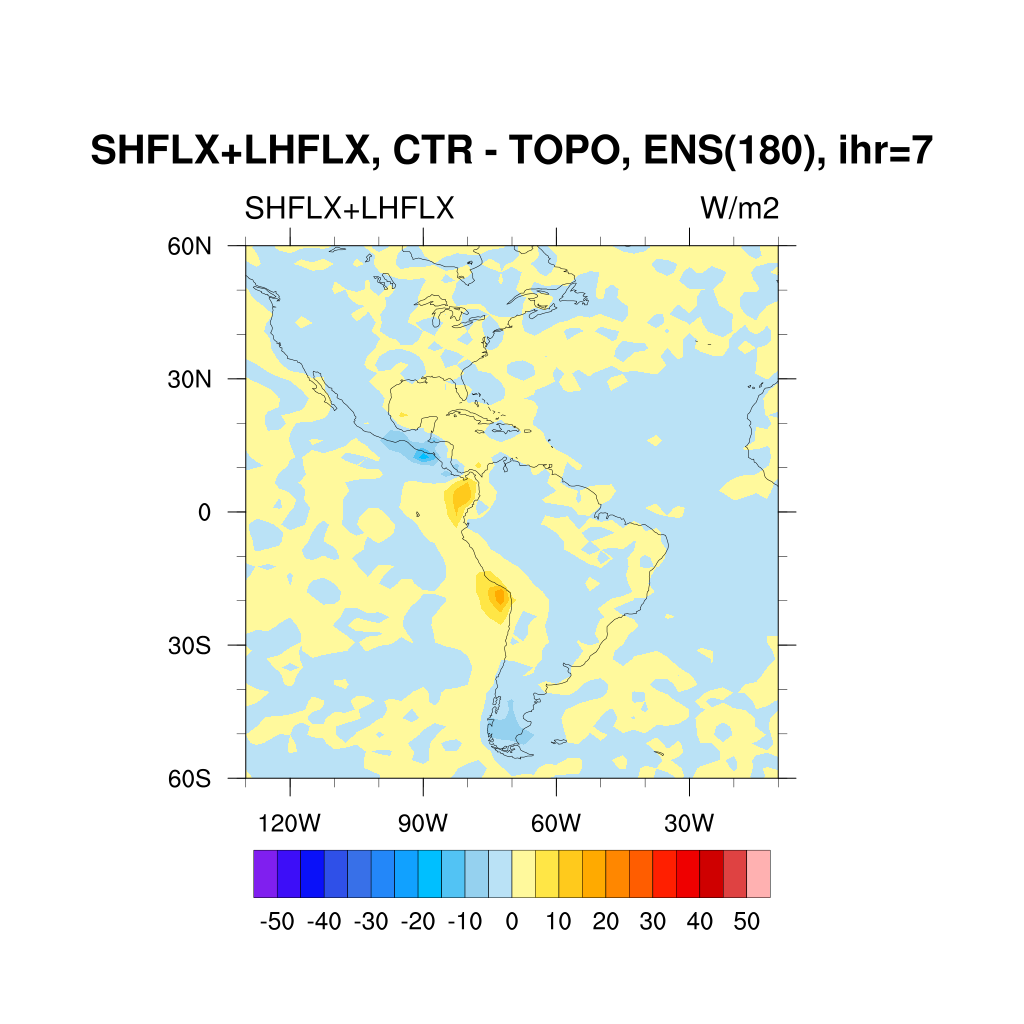 SHFLX+LHFLX, CTR - TOPO, ENS(180), ihr=7
SHFLX+LHFLX W/m2
60N
30N
0
30S
60S
120W 90W 60W 30W
-50 -40 -30 -20 -10 0 10 20 30 40 50